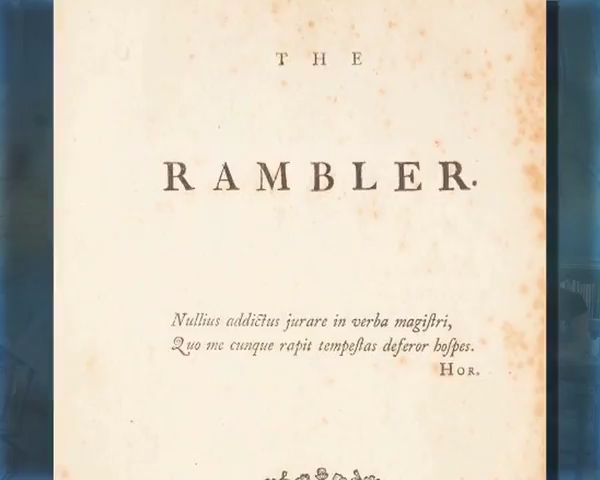 THE
RAMBLER.
Nullius addictus jurare in verba magiſtri,
Quo me cunque rapit tempeſtas deferor hoſpes.
HOR.